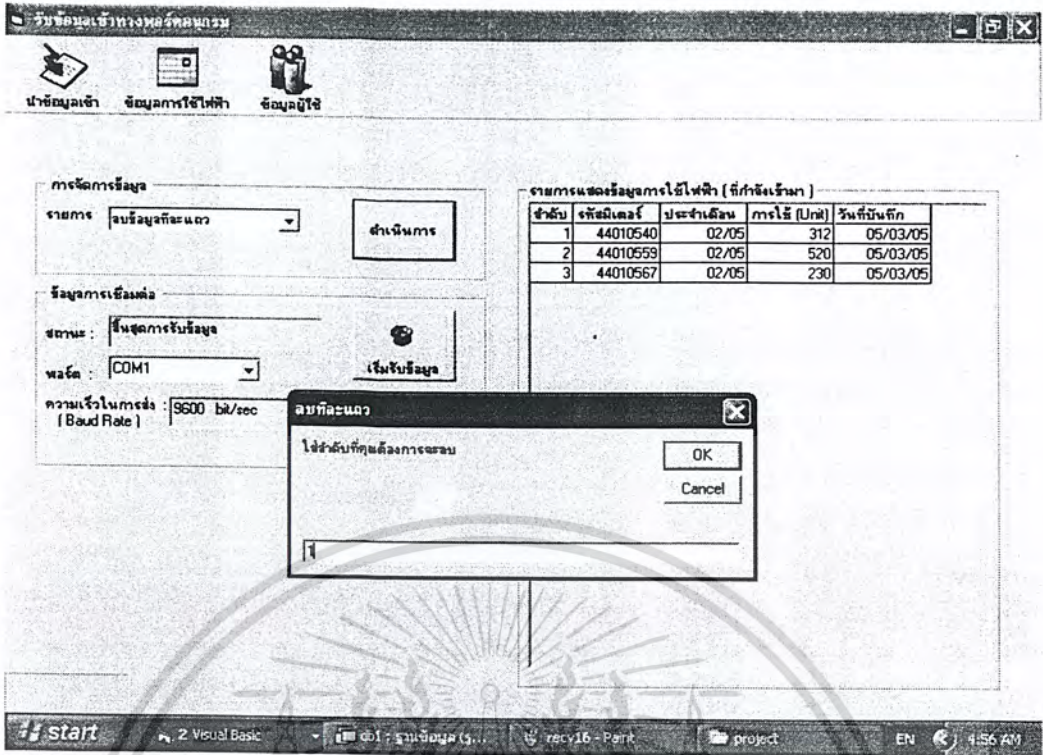 รับข้อมูลเข้าทางพอร์ตอนุกรม
นำข้อมูลเข้า ข้อมูลการใช้ไฟฟ้า ข้อมูลผู้ใช้
การจัดการข้อมูล
รายการ ลบข้อมูลทีละแถว
ดำเนินการ
ข้อมูลการเชื่อมต่อ
สถานะ : สิ้นสุดการรับข้อมูล
พอร์ต : COM1
เริ่มรับข้อมูล
ความเร็วในการส่ง : 9600 bit/sec
( Baud Rate )
รายการแสดงข้อมูลการใช้ไฟฟ้า ( ที่กำลังเข้ามา )
ลำดับ รหัสมิเตอร์ ประจำเดือน การใช้ (Unit) วันที่บันทึก
1 44010540 02/05 312 05/03/05
2 44010559 02/05 520 05/03/05
3 44010567 02/05 230 05/03/05
ลบทีละแถว
ใส่ลำดับที่คุณต้องการจะลบ
OK
Cancel
1
start 2 Visual Basic db1 : ฐานข้อมูล (ร... recv16 - Paint project EN 4:56 AM